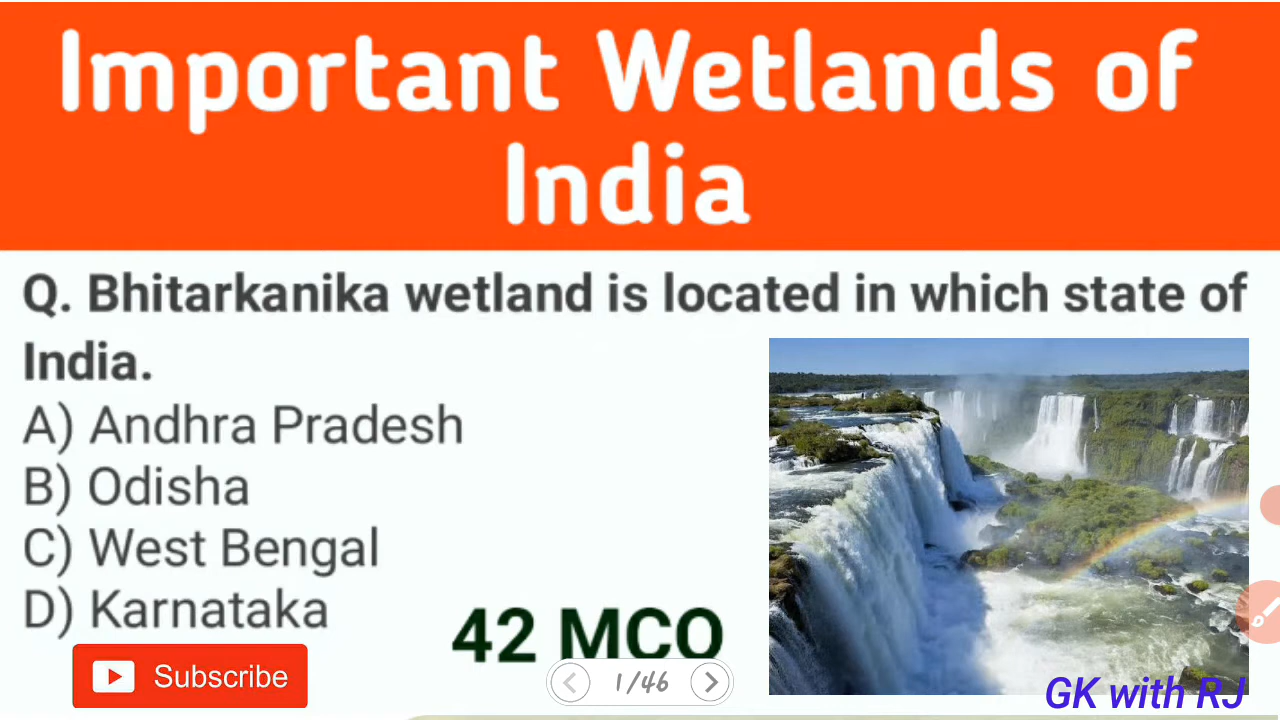 Important Wetlands of
India
Q. Bhitarkanika wetland is located in which state of
India.
A) Andhra Pradesh
B) Odisha
C) West Bengal
D) Karnataka
42 MCQ
Subscribe
1/46
GK with RJ